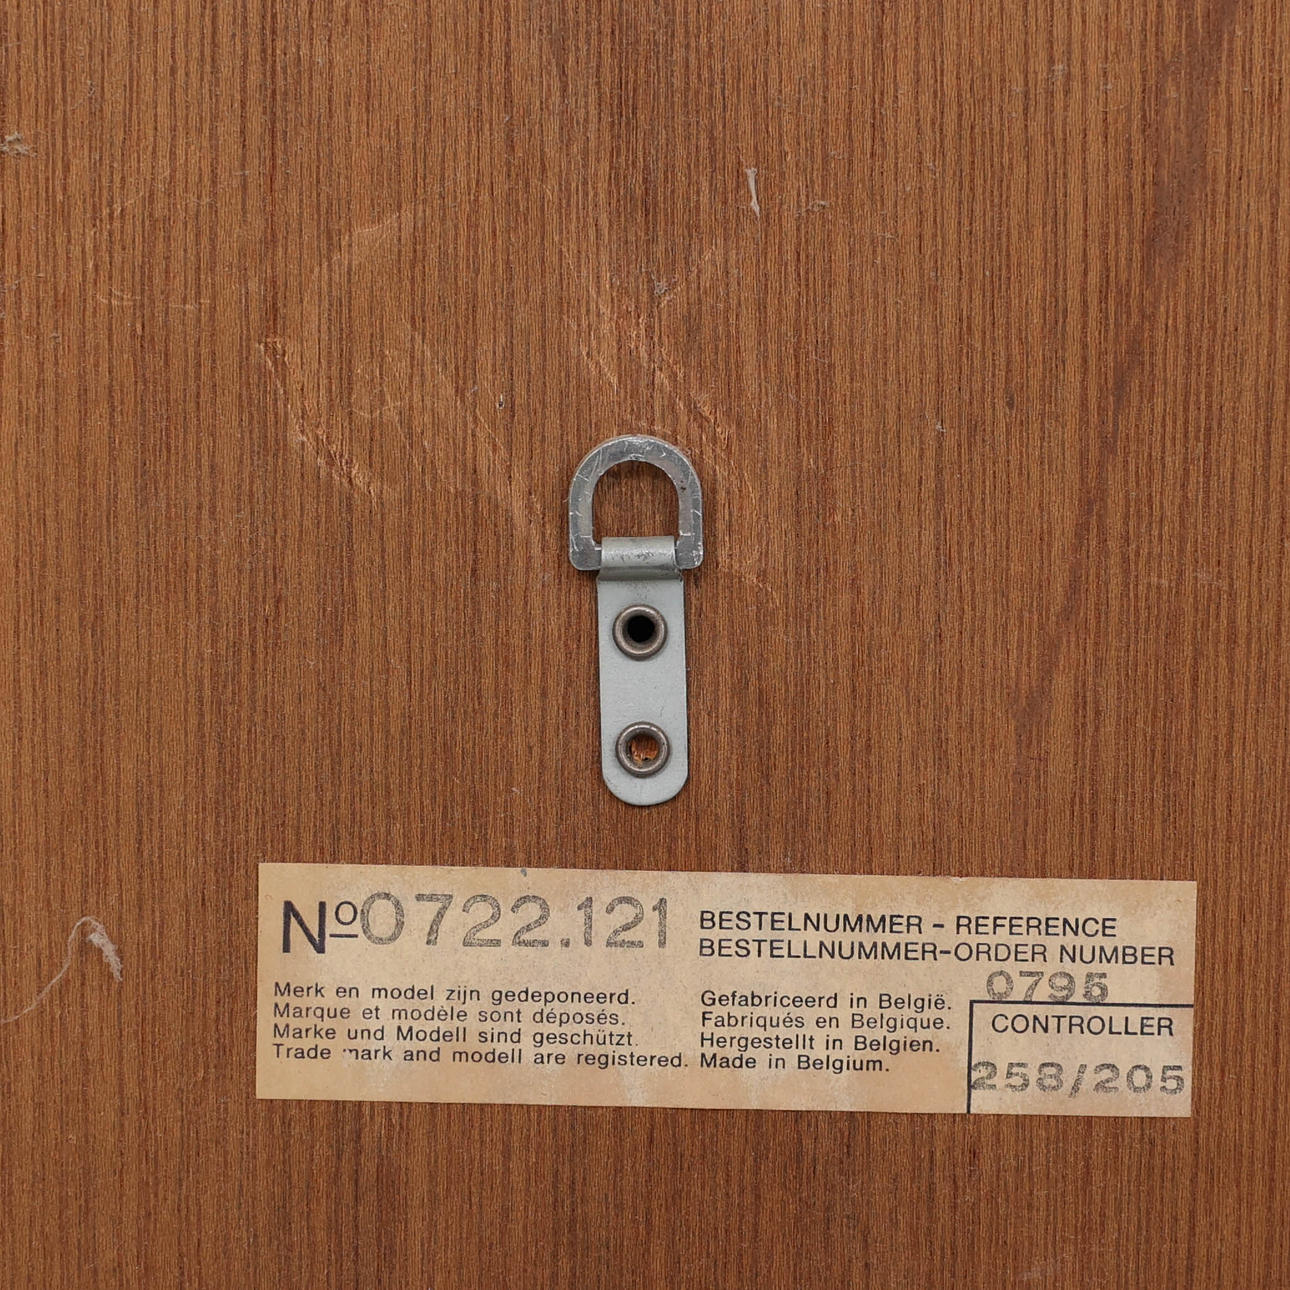 Nº 0722.121
BESTELNUMMER - REFERENCE
BESTELLNUMMER-ORDER NUMBER
0795
Merk en model zijn gedeponeerd.
Marque et modèle sont déposés.
Marke und Modell sind geschützt.
Trade mark and modell are registered.
Gefabriceerd in België.
Fabriqués en Belgique.
Hergestellt in Belgien.
Made in Belgium.
CONTROLLER
258/205